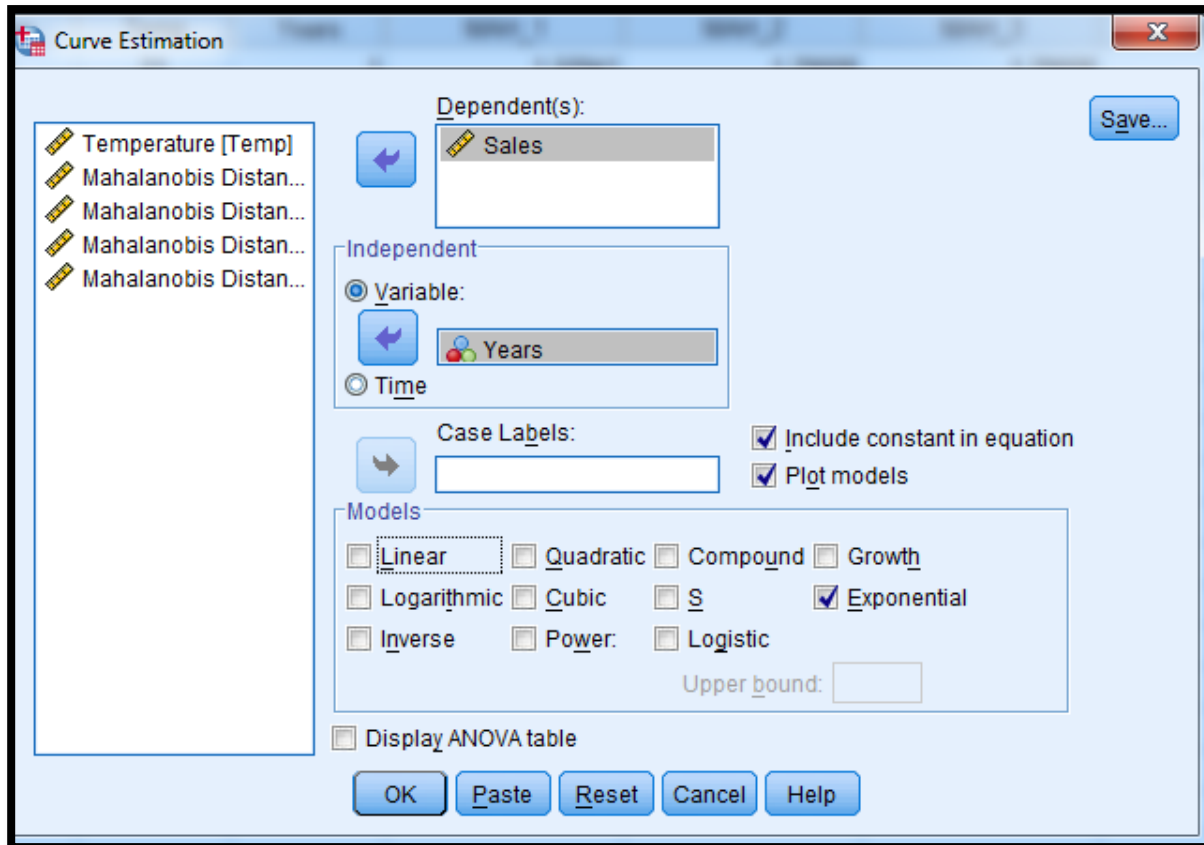 Curve Estimation
Years
Dependent(s):
Save...
Temperature [Temp]
Mahalanobis Distan...
Mahalanobis Distan...
Mahalanobis Distan...
Mahalanobis Distan...
Sales
Independent
Variable:
Years
Time
Case Labels:
Include constant in equation
Plot models
Models
Linear Quadratic Compound Growth
Logarithmic Cubic S Exponential
Inverse Power: Logistic
Upper bound:
Display ANOVA table
OK Paste Reset Cancel Help